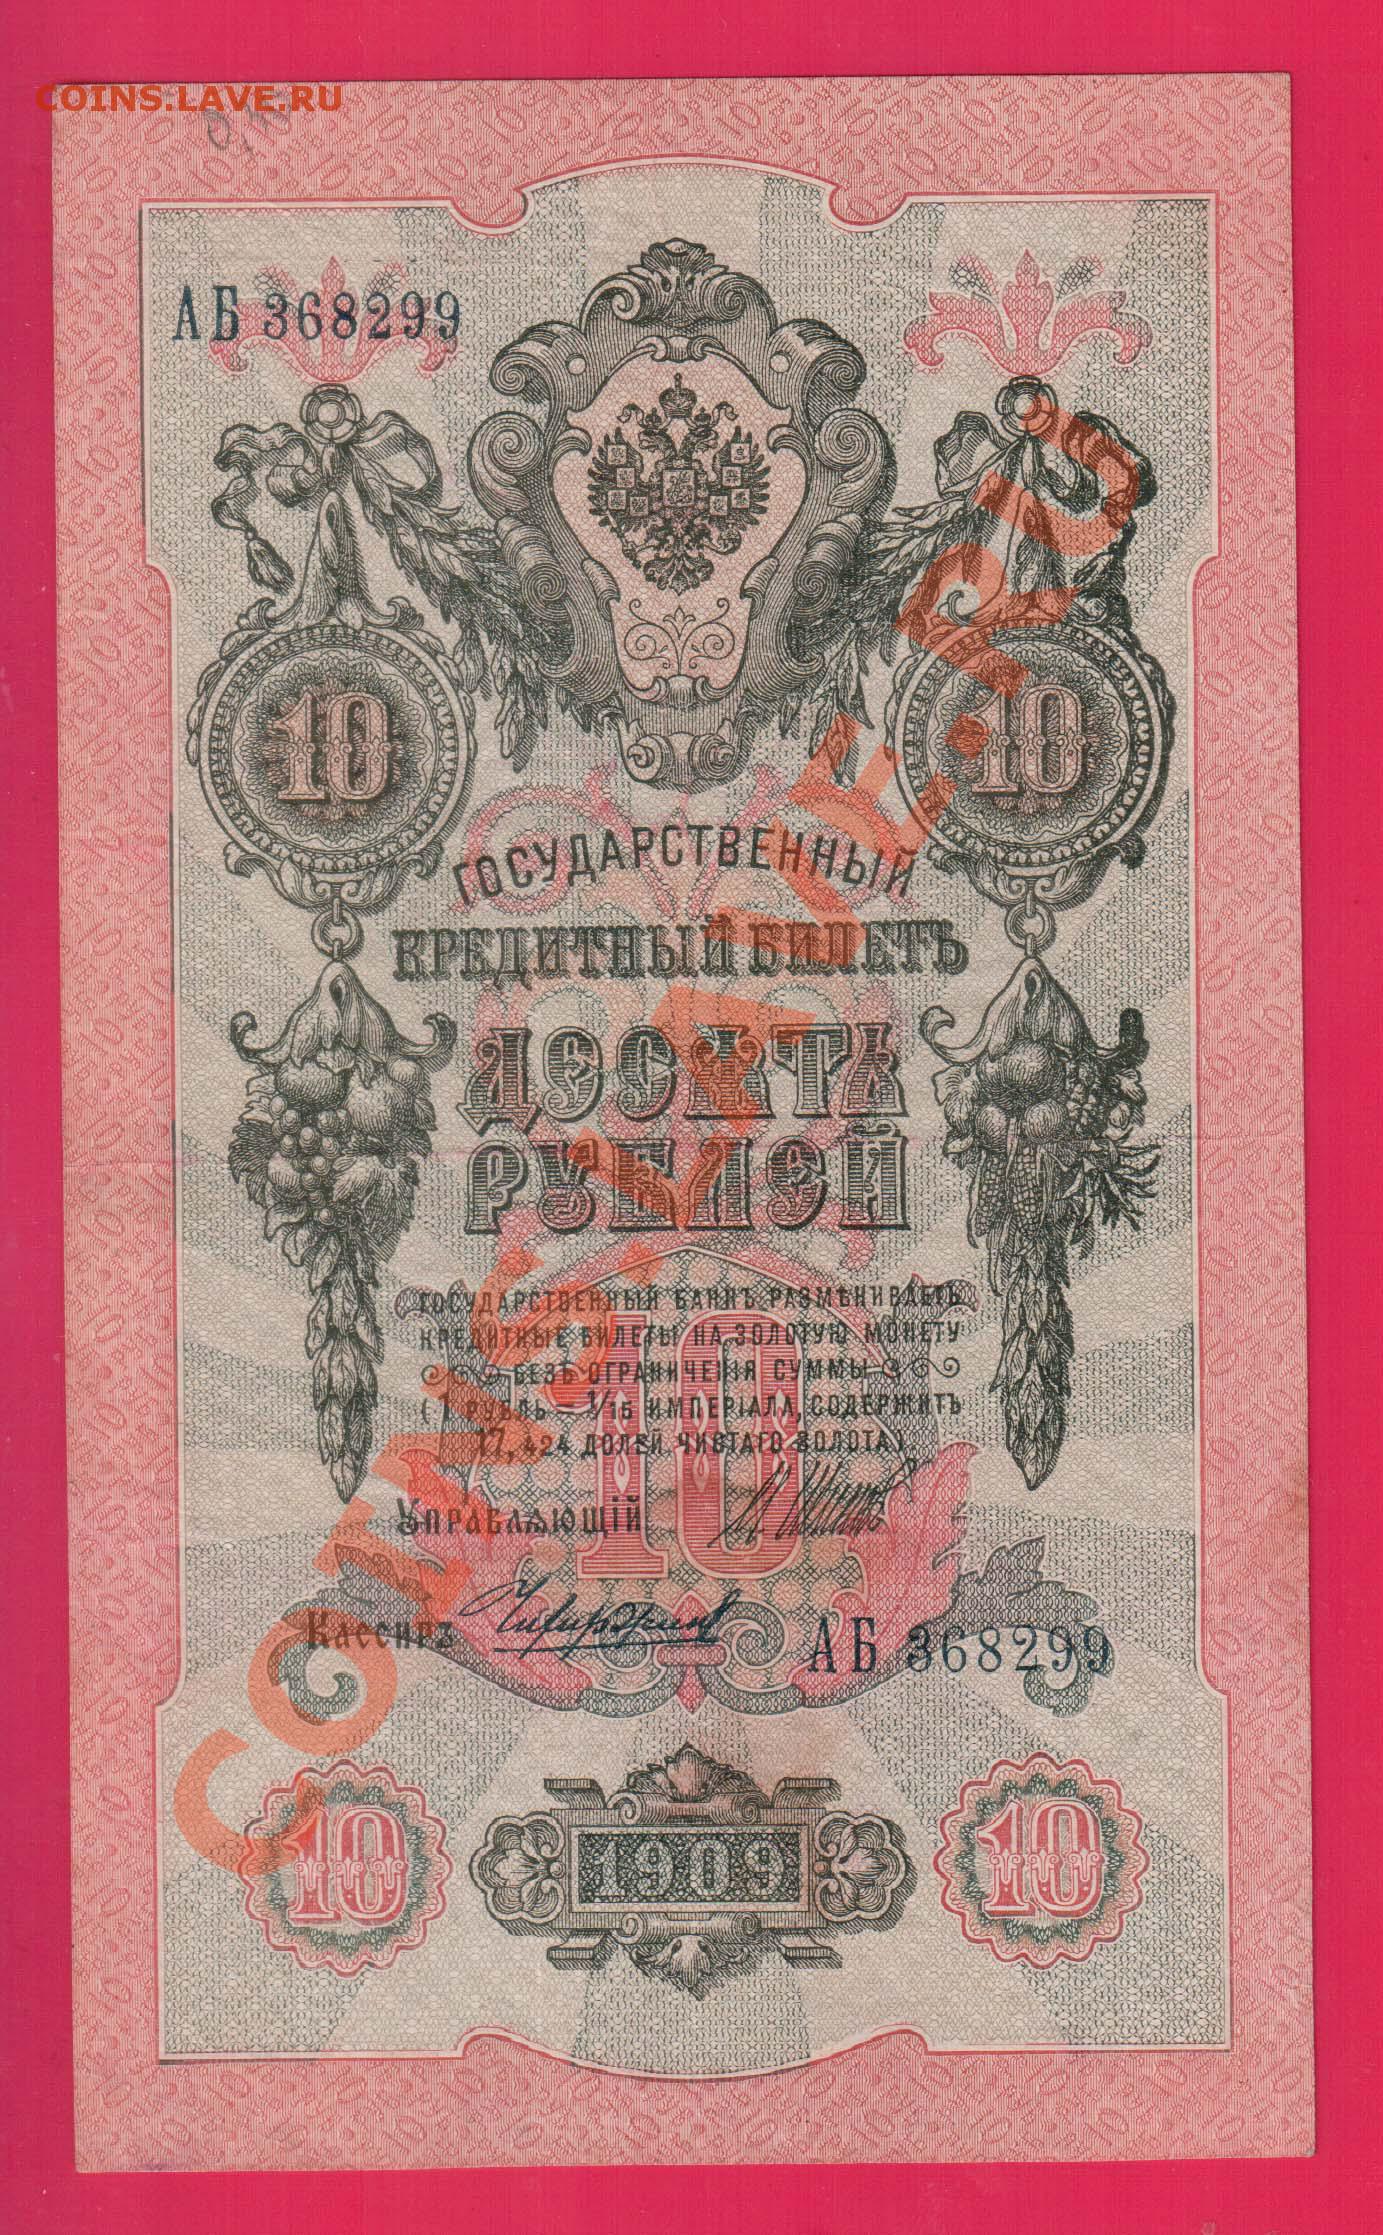 COINS.LAVE.RU
АБ 368299
10 10
ГОСУДАРСТВЕННЫЙ
КРЕДИТНЫЙ БИЛЕТЪ
ДЕСЯТЬ
РУБЛЕЙ
ГОСУДАРСТВЕННЫЙ БАНКЪ РАЗМѢНИВАЕТЪ
КРЕДИТНЫЕ БИЛЕТЫ НА ЗОЛОТУЮ МОНЕТУ
БЕЗЪ ОГРАНИЧЕНІЯ СУММЫ
(1 РУБЛЬ = 1/15 ИМПЕРІАЛА, СОДЕРЖИТЪ
17,424 ДОЛЕЙ ЧИСТАГО ЗОЛОТА).
10
Управляющій
Кассиръ
АБ 368299
10 1909 10
COINS.LAVE.RU